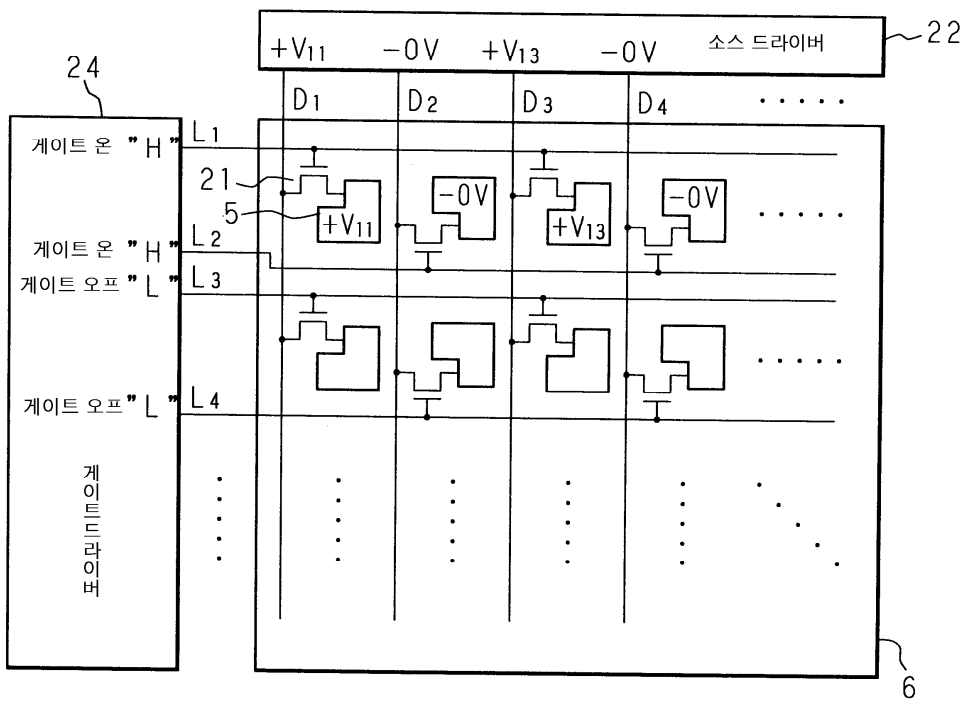 소스 드라이버
22
+V11 -0V +V13 -0V
24
D1 D2 D3 D4 .....
게이트 온 "H" L1
21
5
+V11 -0V +V13 -0V .....
게이트 온 "H" L2
게이트 오프 "L" L3
.....
게이트 오프 "L" L4
게이트드라이버
6